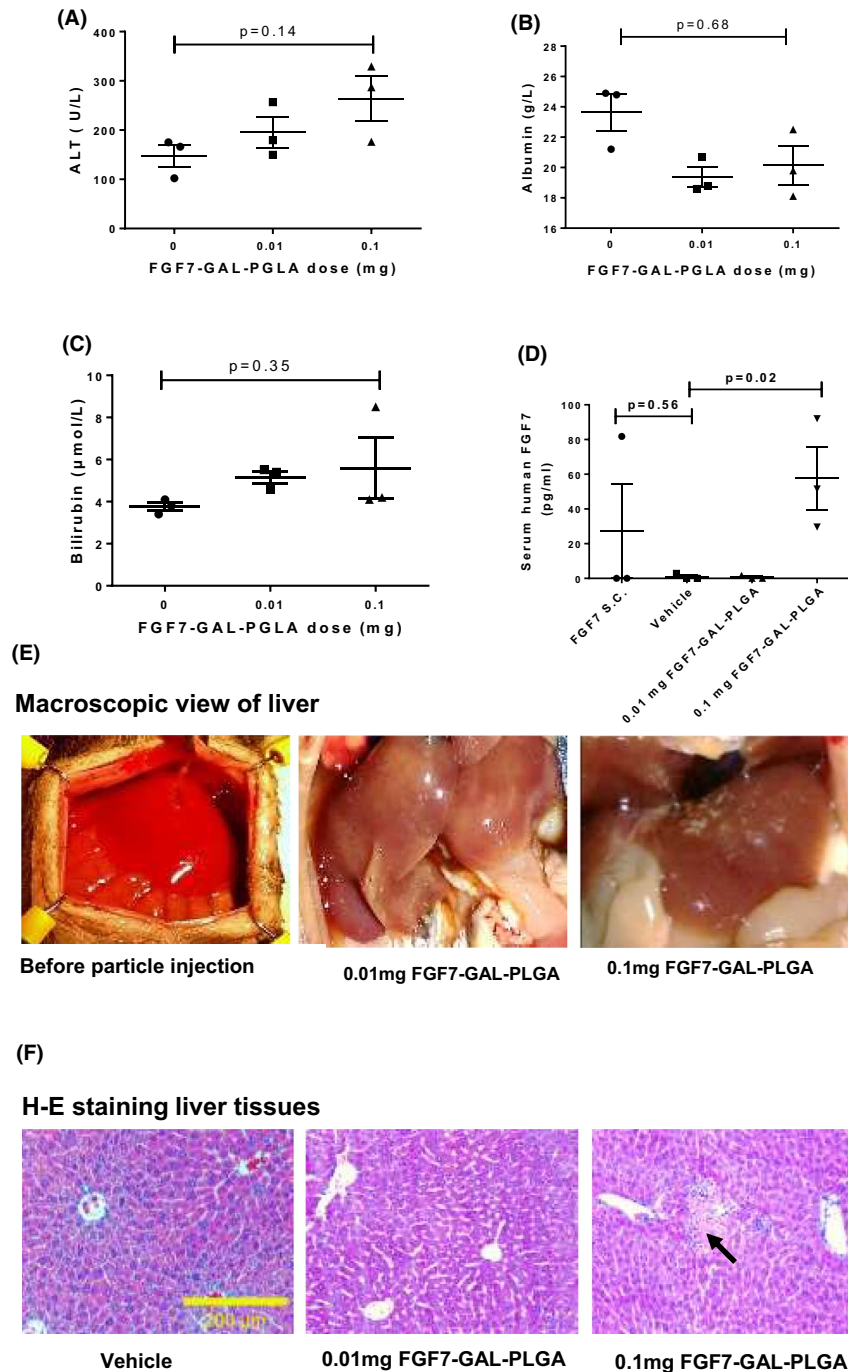 (A)
p=0.14
400
300
200
100
0
ALT ( U/L)
0
0.01
0.1
FGF7-GAL-PGLA dose (mg)
(B)
p=0.68
28
26
24
22
20
18
16
Albumin (g/L)
0
0.01
0.1
FGF7-GAL-PGLA dose (mg)
(C)
p=0.35
10
8
6
4
2
0
Bilirubin (µmol/L)
0
0.01
0.1
FGF7-GAL-PGLA dose (mg)
(D)
p=0.02
p=0.56
100
80
60
40
20
0
Serum human FGF7
(pg/ml)
FGF7 S.C.
Vehicle
0.01 mg FGF7-GAL-PLGA
0.1 mg FGF7-GAL-PLGA
(E)
Macroscopic view of liver
Before particle injection
0.01mg FGF7-GAL-PLGA
0.1mg FGF7-GAL-PLGA
(F)
H-E staining liver tissues
200 um
Vehicle
0.01mg FGF7-GAL-PLGA
0.1mg FGF7-GAL-PLGA